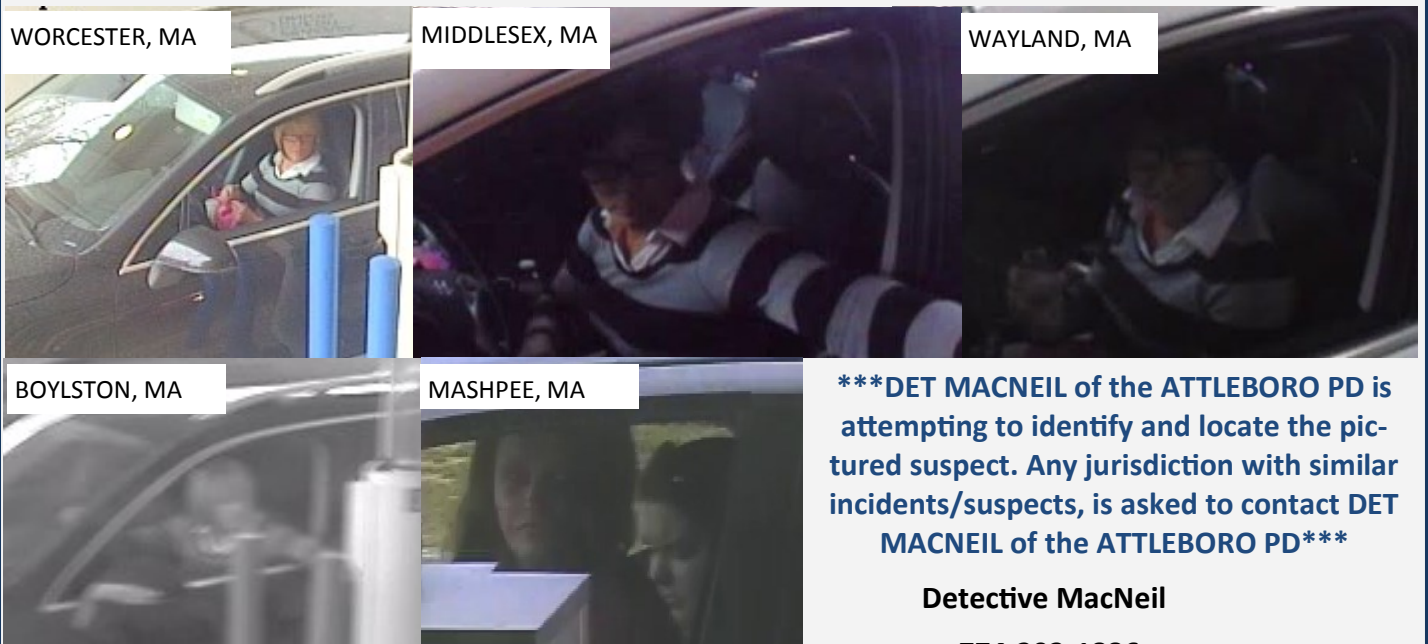 WORCESTER, MA
MIDDLESEX, MA
WAYLAND, MA
BOYLSTON, MA
MASHPEE, MA
***DET MACNEIL of the ATTLEBORO PD is
attempting to identify and locate the pic-
tured suspect. Any jurisdiction with similar
incidents/suspects, is asked to contact DET
MACNEIL of the ATTLEBORO PD***
Detective MacNeil